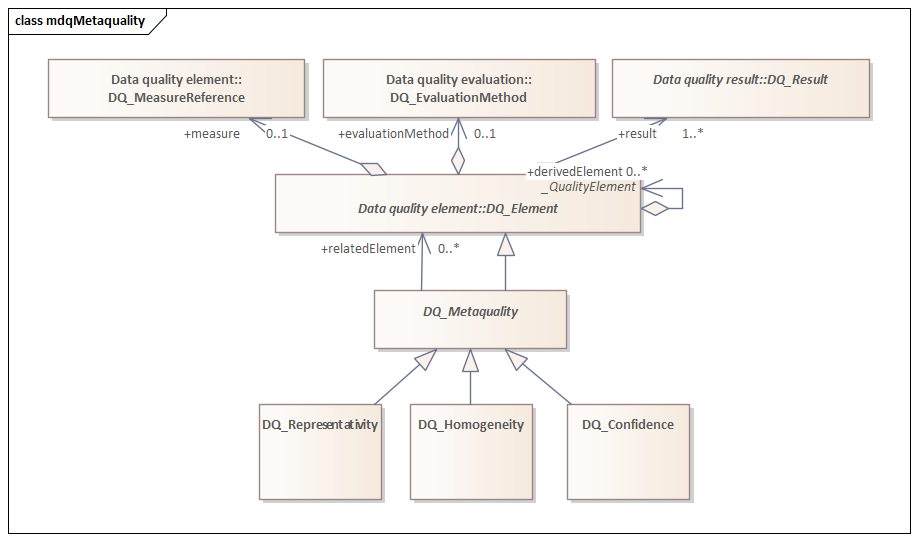 class mdqMetaquality
Data quality element::
DQ_MeasureReference
Data quality evaluation::
DQ_EvaluationMethod
Data quality result::DQ_Result
+measure 0..1
+evaluationMethod 0..1
+result 1..*
+derivedElement 0..*
_QualityElement
Data quality element::DQ_Element
+relatedElement 0..*
DQ_Metaquality
DQ_Representativity
DQ_Homogeneity
DQ_Confidence